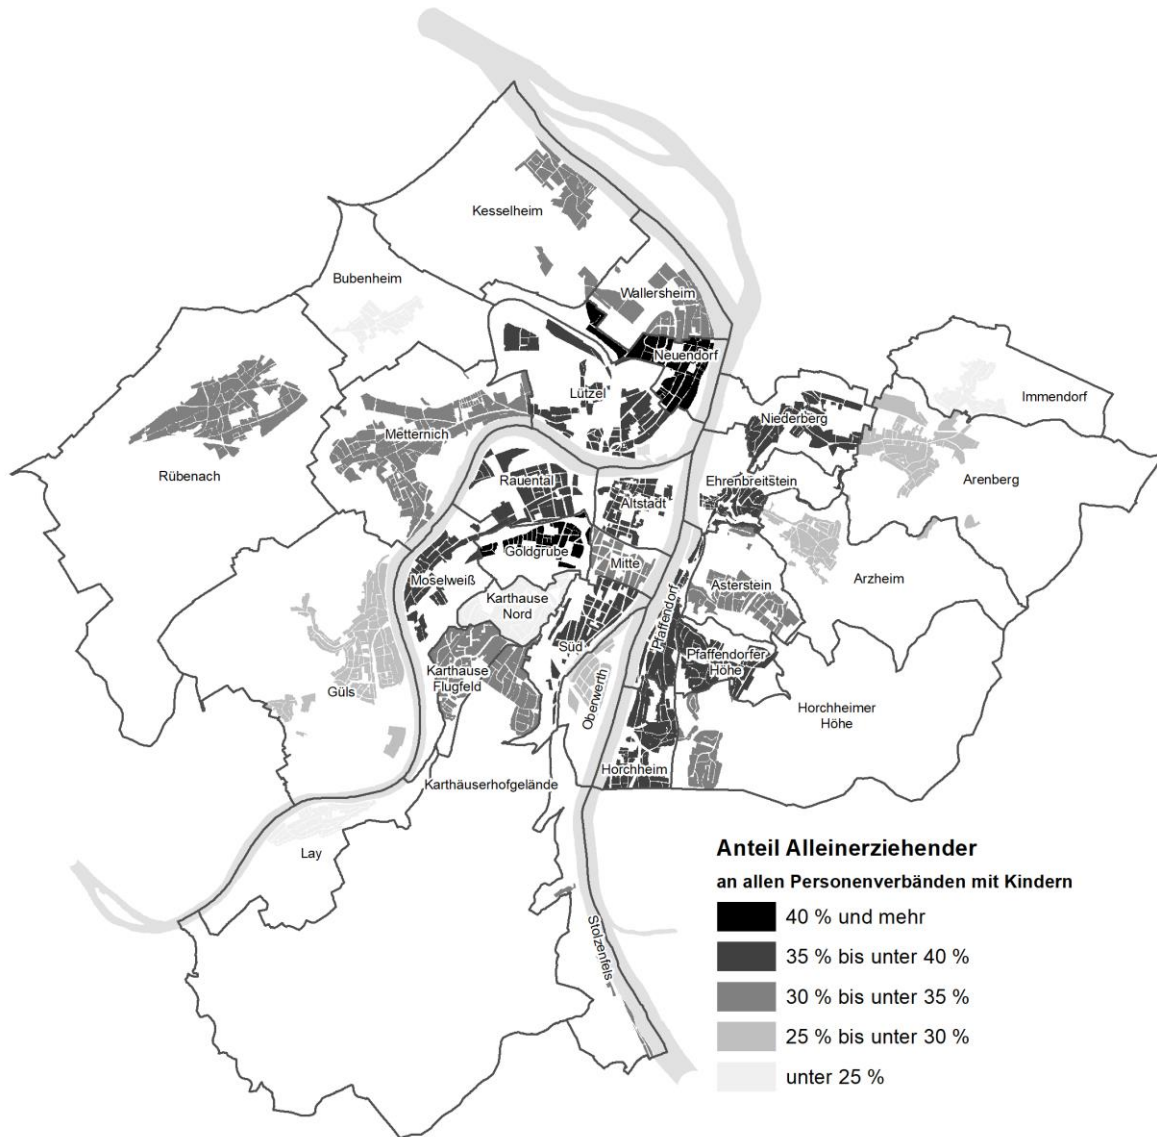 Kesselheim
Bubenheim
Wallersheim
Neuendorf
Lützel
Immendorf
Niederberg
Metternich
Rübenach
Rauental
Ehrenbreitstein
Arenberg
Altstadt
Goldgrube
Mitte
Moselweiß
Asterstein
Arzheim
Karthause
Nord
Pfaffendorf
Süd
Pfaffendorfer
Höhe
Karthause
Flugfeld
Güls
Oberwerth
Horchheimer
Höhe
Horchheim
Karthäuserhofgelände
Lay
Stolzenfels
Anteil Alleinerziehender
an allen Personenverbänden mit Kindern
40 % und mehr
35 % bis unter 40 %
30 % bis unter 35 %
25 % bis unter 30 %
unter 25 %